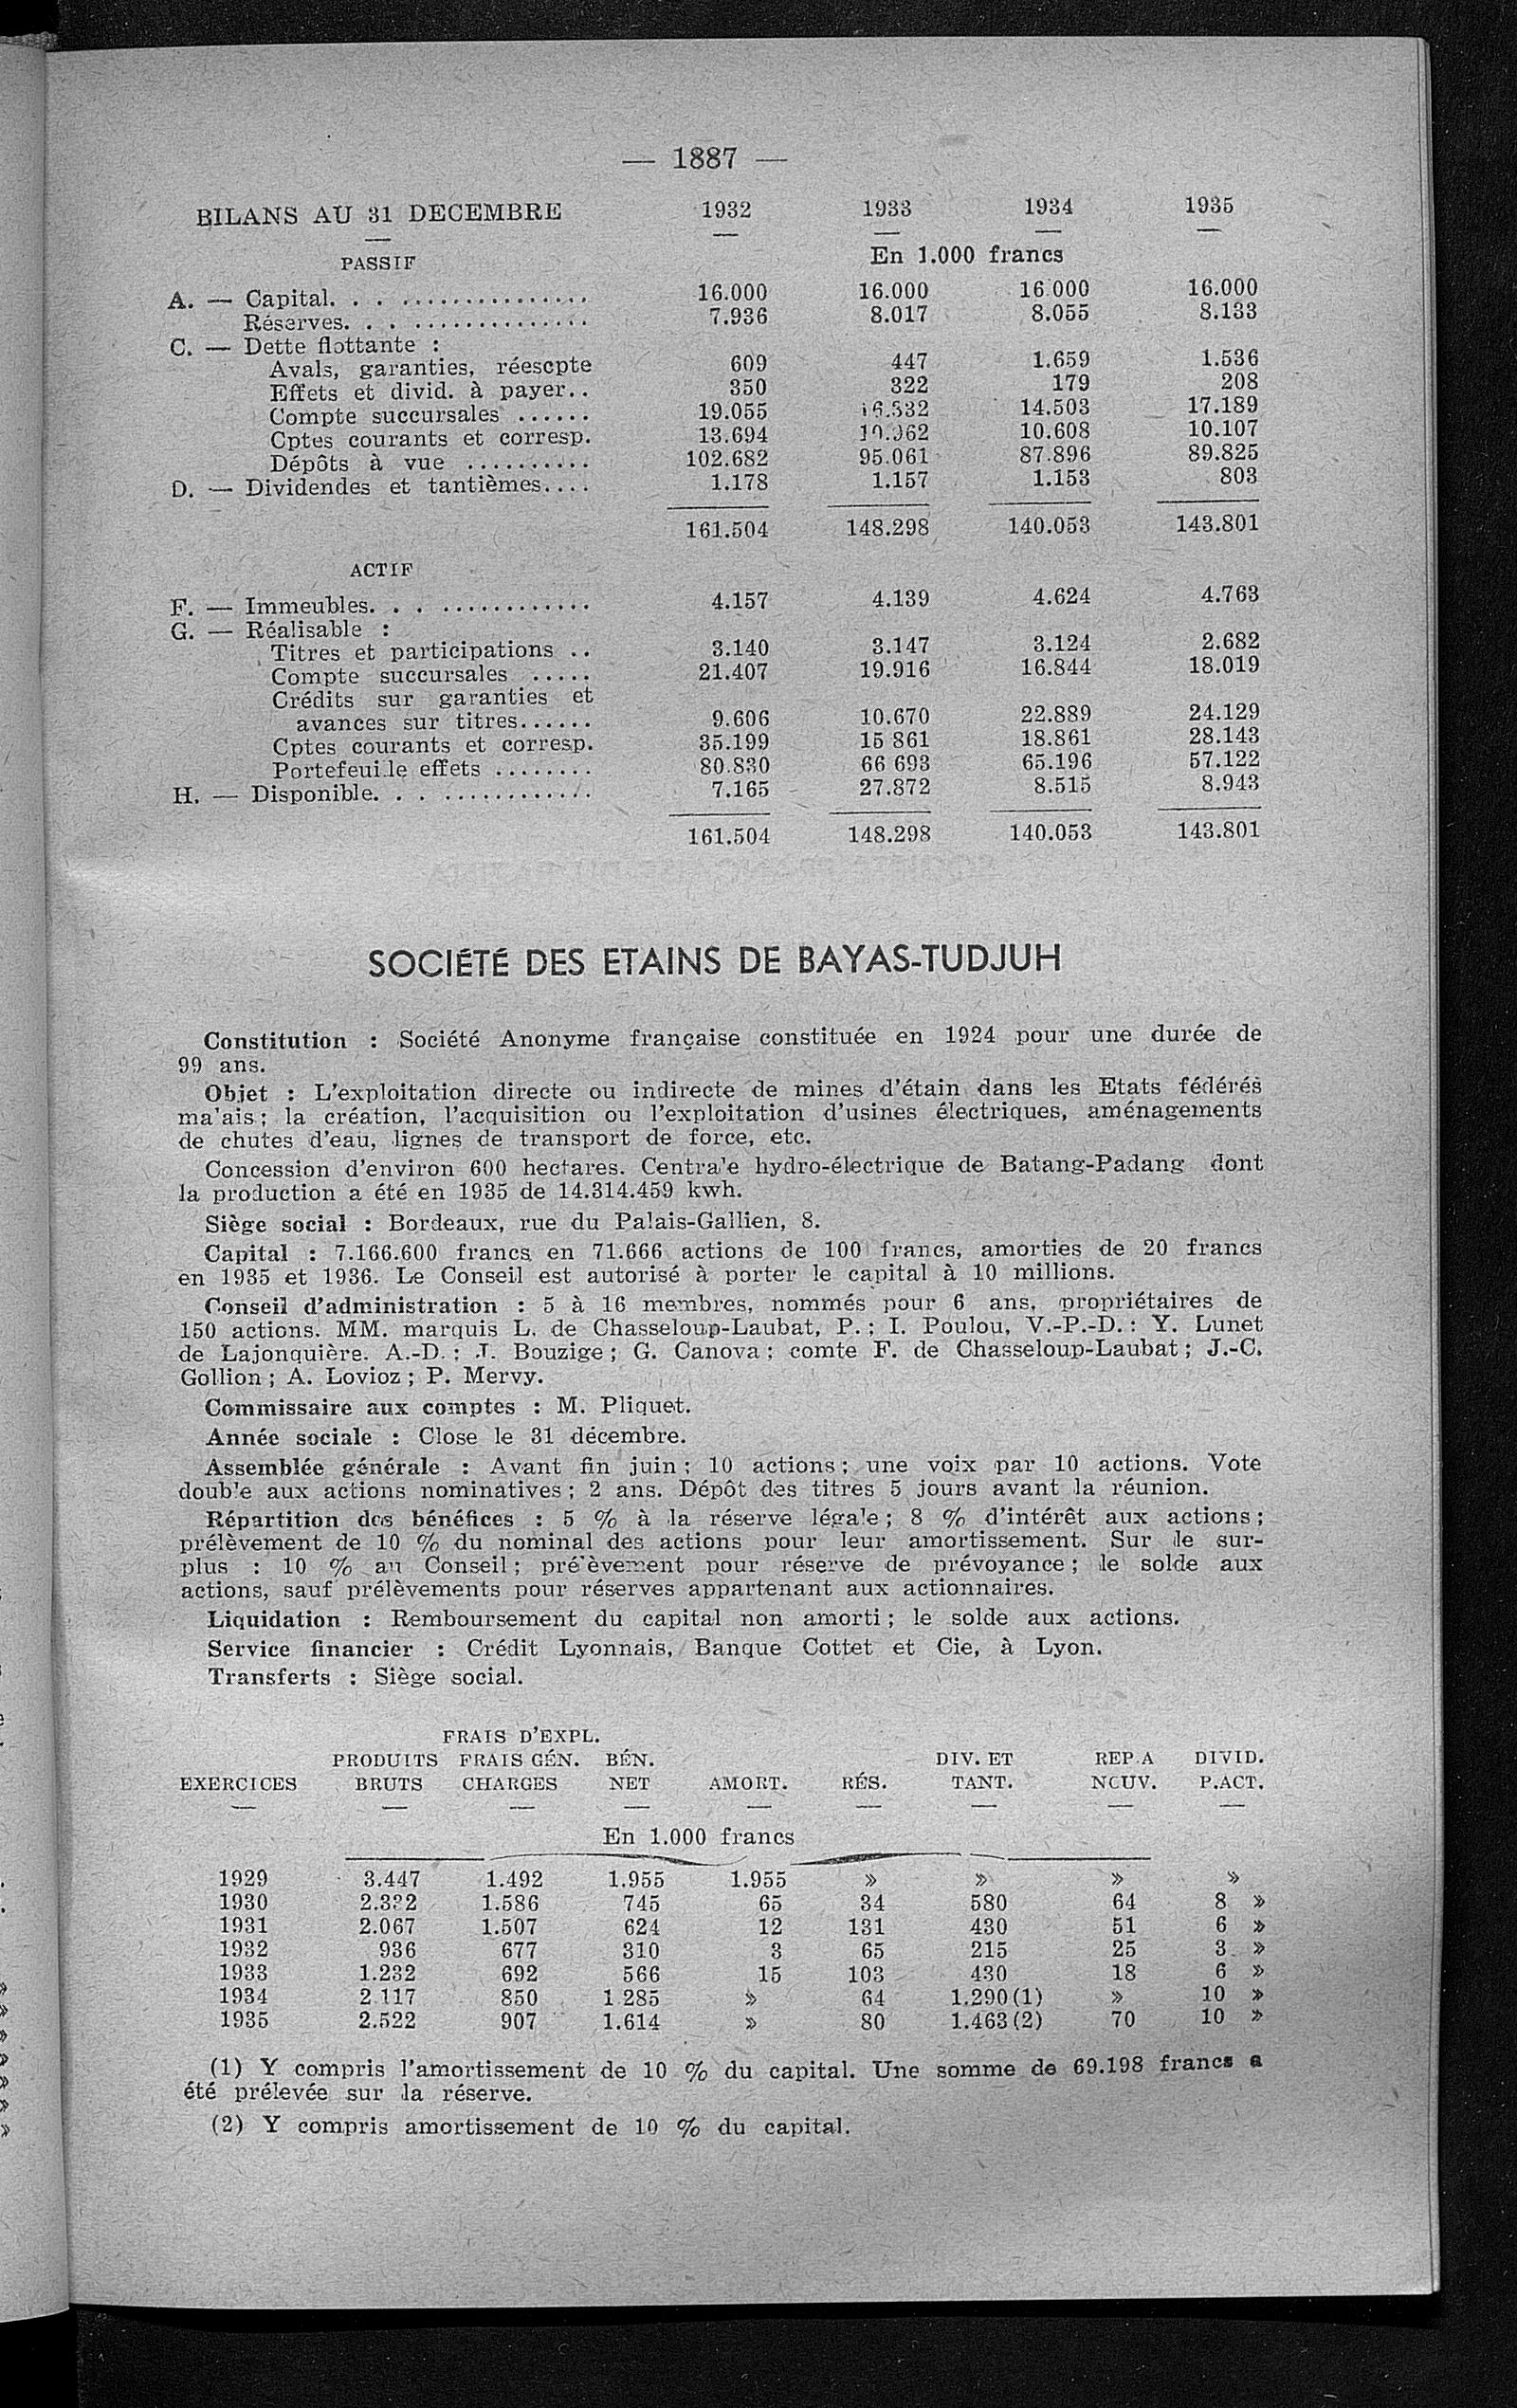 — 1887 —
BILANS AU 31 DECEMBRE 1932 1933 1934 1935
PASSIF En 1.000 francs
A. — Capital. . . ............... 16.000 16.000 16.000 16.000
Réserves. . . ............... 7.936 8.017 8.055 8.133
C. — Dette flottante :
Avals, garanties, réescpte 609 447 1.659 1.536
Effets et divid. à payer.. 350 322 179 208
Compte succursales ...... 19.055 16.332 14.503 17.189
Cptes courants et corresp. 13.694 10.962 10.608 10.107
Dépôts à vue .......... 102.682 95.061 87.896 89.825
D. — Dividendes et tantièmes.... 1.178 1.157 1.153 803
161.504 148.298 140.053 143.801
ACTIF
F. — Immeubles. . . ............. 4.157 4.139 4.624 4.763
G. — Réalisable :
Titres et participations .. 3.140 3.147 3.124 2.682
Compte succursales ..... 21.407 19.916 16.844 18.019
Crédits sur garanties et
avances sur titres...... 9.606 10.670 22.889 24.129
Cptes courants et corresp. 35.199 15 861 18.861 28.143
Portefeui.le effets ........ 80.830 66 693 65.196 57.122
H. — Disponible. . . ............. 7.165 27.872 8.515 8.943
161.504 148.298 140.053 143.801
SOCIÉTÉ DES ETAINS DE BAYAS-TUDJUH
Constitution : Société Anonyme française constituée en 1924 pour une durée de
99 ans.
Objet : L'exploitation directe ou indirecte de mines d'étain dans les Etats fédérés
ma'ais ; la création, l'acquisition ou l'exploitation d'usines électriques, aménagements
de chutes d'eau, lignes de transport de force, etc.
Concession d'environ 600 hectares. Centra'e hydro-électrique de Batang-Padang dont
la production a été en 1935 de 14.314.459 kwh.
Siège social : Bordeaux, rue du Palais-Gallien, 8.
Capital : 7.166.600 francs en 71.666 actions de 100 francs, amorties de 20 francs
en 1935 et 1936. Le Conseil est autorisé à porter le capital à 10 millions.
Conseil d'administration : 5 à 16 membres, nommés pour 6 ans, propriétaires de
150 actions. MM. marquis L. de Chasseloup-Laubat, P. ; I. Poulou, V.-P.-D. : Y. Lunet
de Lajonquière. A.-D. ; J. Bouzige ; G. Canova ; comte F. de Chasseloup-Laubat ; J.-C.
Gollion ; A. Lovioz ; P. Mervy.
Commissaire aux comptes : M. Pliquet.
Année sociale : Close le 31 décembre.
Assemblée générale : Avant fin juin ; 10 actions ; une voix par 10 actions. Vote
doub'e aux actions nominatives ; 2 ans. Dépôt des titres 5 jours avant la réunion.
Répartition des bénéfices : 5 % à la réserve léga'e ; 8 % d'intérêt aux actions ;
prélèvement de 10 % du nominal des actions pour leur amortissement. Sur le sur-
plus : 10 % au Conseil ; pré'èvement pour réserve de prévoyance ; le solde aux
actions, sauf prélèvements pour réserves appartenant aux actionnaires.
Liquidation : Remboursement du capital non amorti ; le solde aux actions.
Service financier : Crédit Lyonnais, Banque Cottet et Cie, à Lyon.
Transferts : Siège social.
FRAIS D'EXPL.
PRODUITS FRAIS GÉN. BÉN. DIV. ET REP.A DIVID.
EXERCICES BRUTS CHARGES NET AMORT. RÉS. TANT. NOUV. P.ACT.
En 1.000 francs
1929 3.447 1.492 1.955 1.955 » » » »
1930 2.332 1.586 745 65 34 580 64 8 »
1931 2.067 1.507 624 12 131 430 51 6 »
1932 936 677 310 3 65 215 25 3 »
1933 1.232 692 566 15 103 430 18 6 »
1934 2 117 850 1 285 » 64 1.290 (1) » 10 »
1935 2.522 907 1.614 » 80 1.463 (2) 70 10 »
(1) Y compris l'amortissement de 10 % du capital. Une somme de 69.198 francs a
été prélevée sur la réserve.
(2) Y compris amortissement de 10 % du capital.